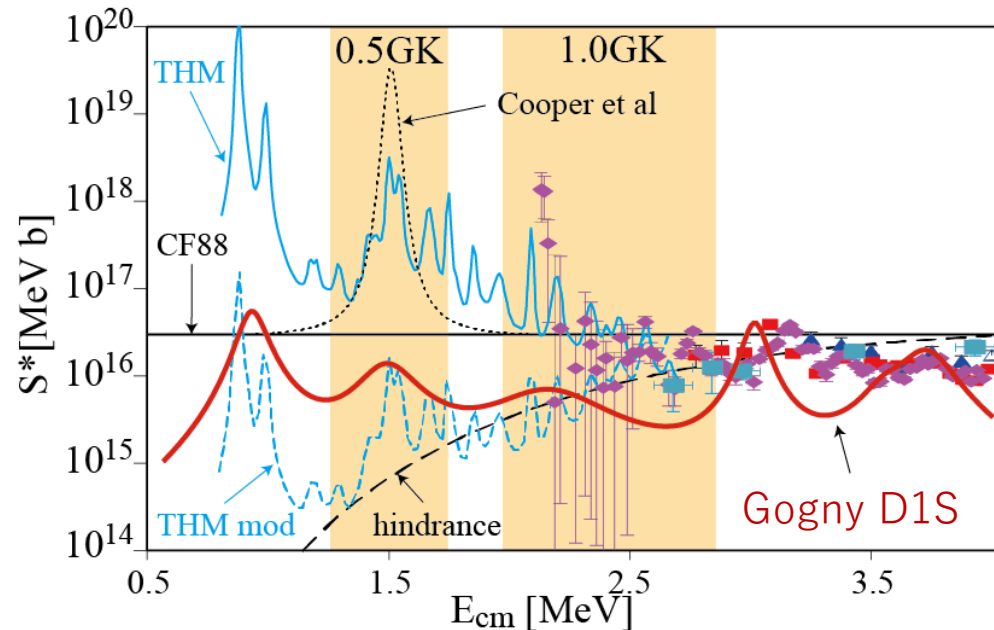 10^20
10^19
10^18
10^17
10^16
10^15
10^14
S*[MeV b]
0.5GK
1.0GK
THM
Cooper et al
CF88
THM mod
hindrance
Gogny D1S
0.5
1.5
2.5
3.5
E_cm [MeV]